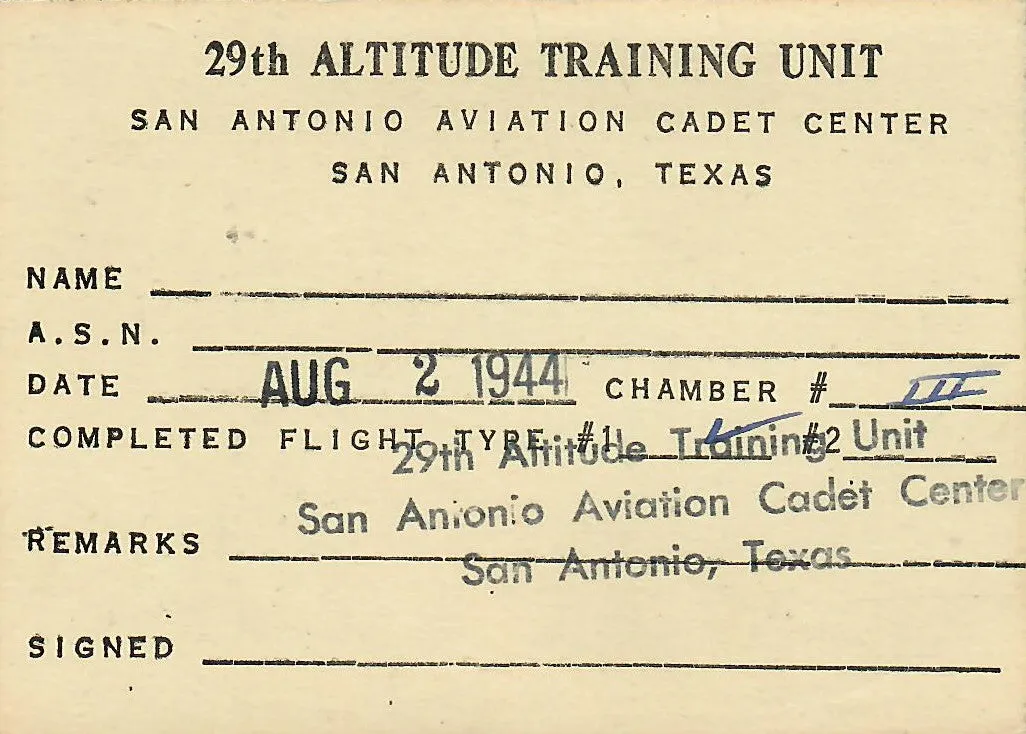 29th ALTITUDE TRAINING UNIT
SAN ANTONIO AVIATION CADET CENTER
SAN ANTONIO, TEXAS
NAME
A.S.N.
DATE AUG 2 1944 CHAMBER # III
COMPLETED FLIGHT TYPE #1 ✓ #2
29th Altitude Training Unit
San Antonio Aviation Cadet Center
REMARKS
San Antonio, Texas
SIGNED